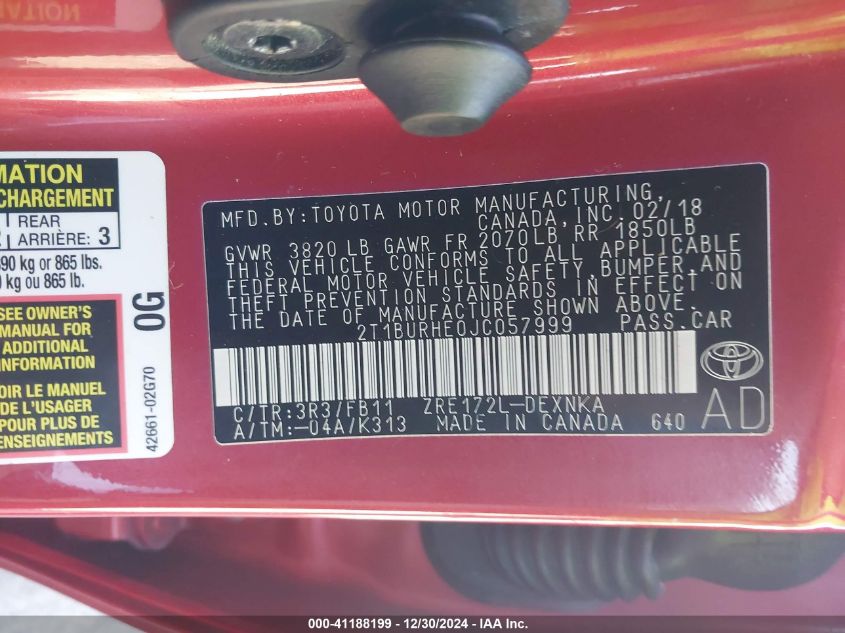 MATION
CHARGEMENT
REAR
ARRIÈRE: 3
390 kg or 865 lbs.
kg ou 865 lb.
SEE OWNER'S
MANUAL FOR
ADDITIONAL
INFORMATION
OIR LE MANUEL
DE L'USAGER
POUR PLUS DE
ENSEIGNEMENTS
0G
42661-02G70
MFD.BY:TOYOTA MOTOR MANUFACTURING,
CANADA,INC.02/18
GVWR 3820 LB GAWR FR 2070LB RR 1850LB
THIS VEHICLE CONFORMS TO ALL APPLICABLE
FEDERAL MOTOR VEHICLE SAFETY,BUMPER,AND
THEFT PREVENTION STANDARDS IN EFFECT ON
THE DATE OF MANUFACTURE SHOWN ABOVE.
2T1BURHE0JC057999 PASS.CAR
C/TR:3R3/FB11 ZRE172L-DEXNKA
A/TM:-04A/K313 MADE IN CANADA 640
AD
000-41188199 - 12/30/2024 - IAA Inc.